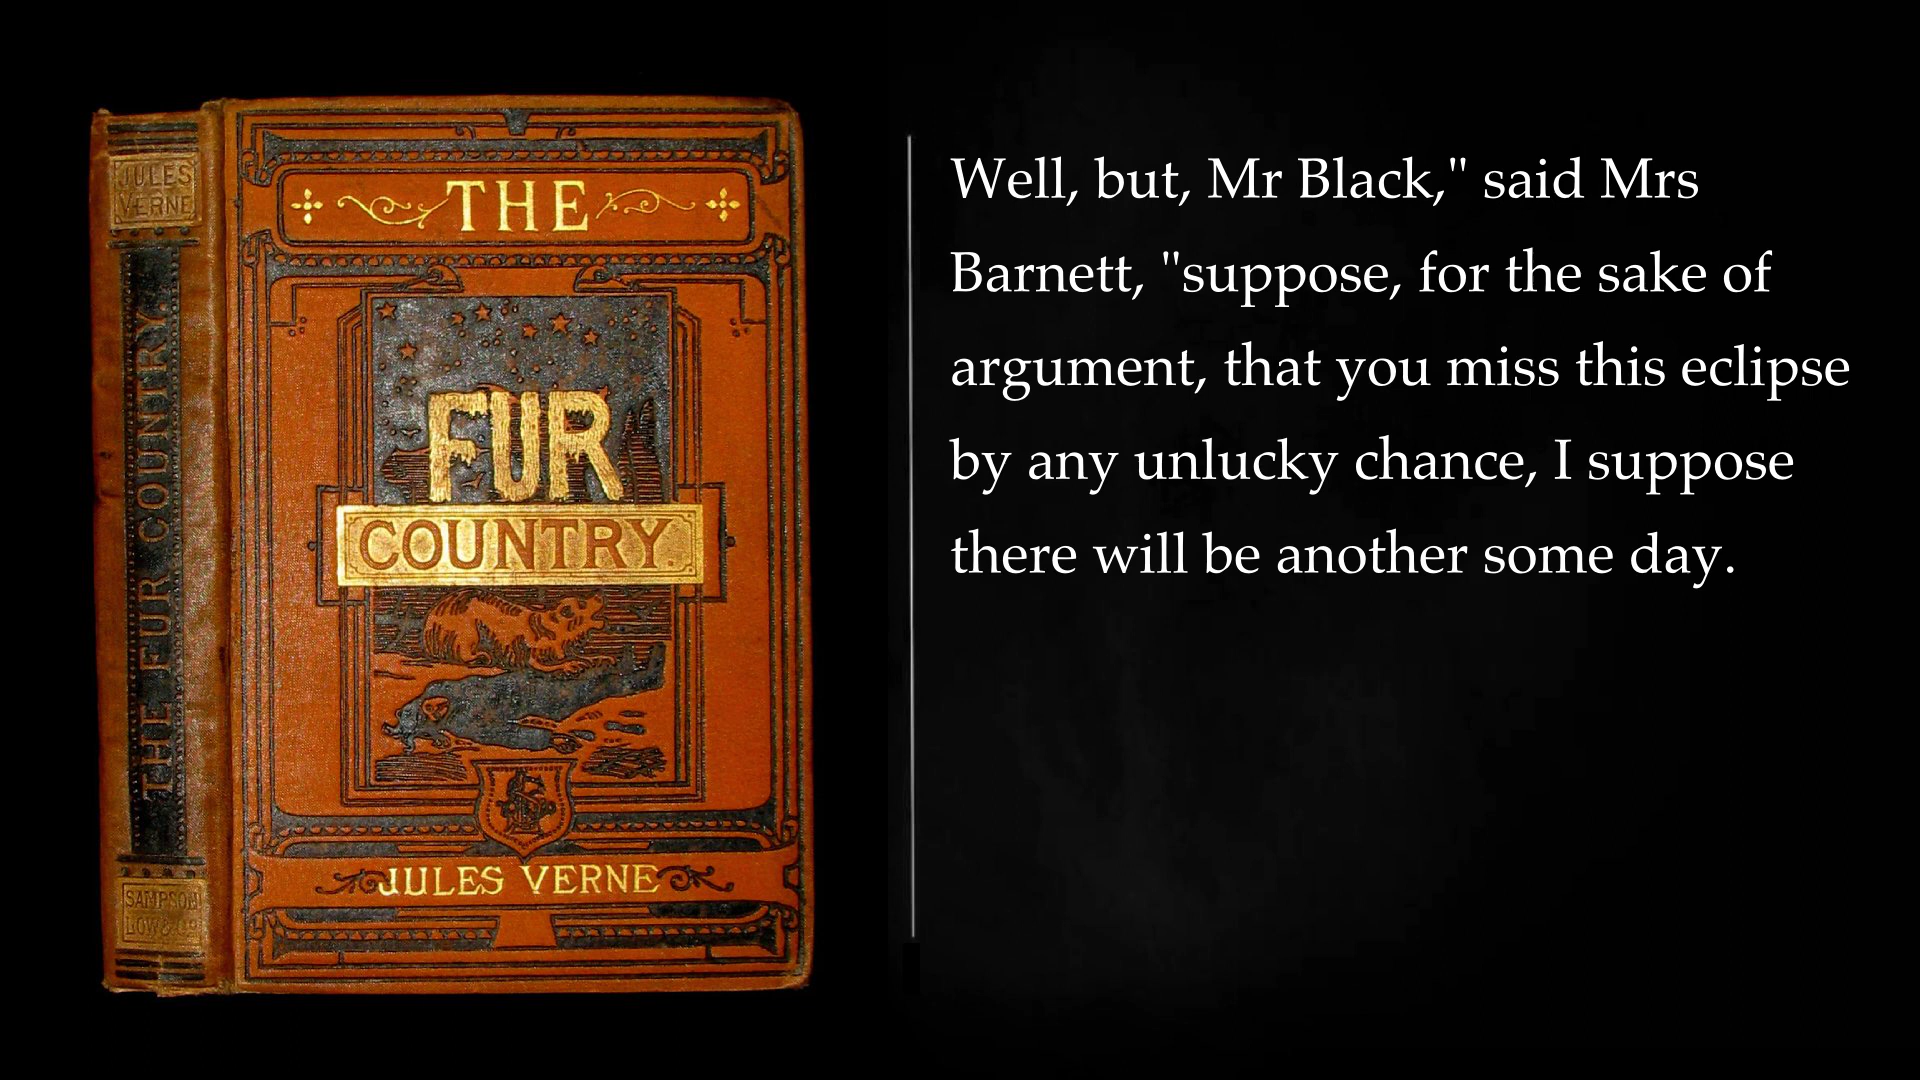 JULES
VERNE
THE FUR COUNTRY.
SAMPSON
LOW & Co
THE
FUR
COUNTRY.
JULES VERNE
Well, but, Mr Black," said Mrs
Barnett, "suppose, for the sake of
argument, that you miss this eclipse
by any unlucky chance, I suppose
there will be another some day.